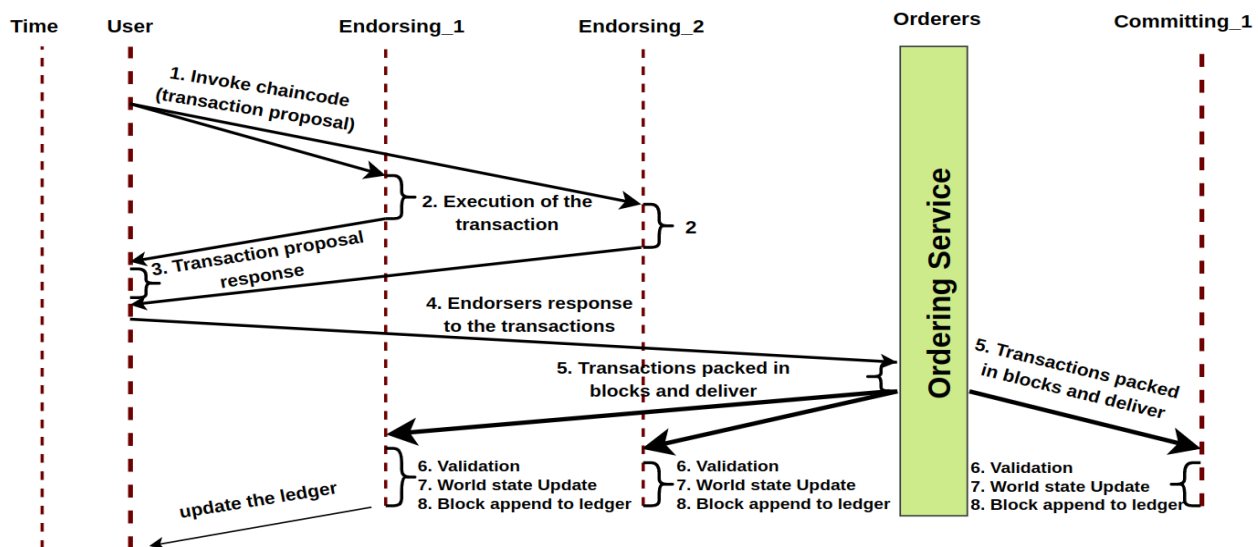 Time
User
Endorsing_1
Endorsing_2
Orderers
Committing_1
1. Invoke chaincode
(transaction proposal)
2. Execution of the
transaction
2
3. Transaction proposal
response
4. Endorsers response
to the transactions
Ordering Service
5. Transactions packed in
blocks and deliver
5. Transactions packed
in blocks and deliver
6. Validation
7. World state Update
8. Block append to ledger
6. Validation
7. World state Update
8. Block append to ledger
6. Validation
7. World state Update
8. Block append to ledger
update the ledger